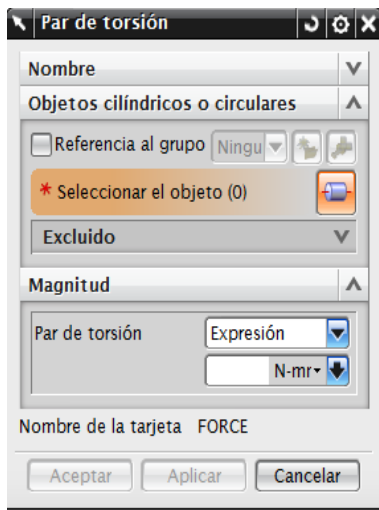 Par de torsión
Nombre
Objetos cilíndricos o circulares
Referencia al grupo Ningu
* Seleccionar el objeto (0)
Excluido
Magnitud
Par de torsión Expresión
N-mr
Nombre de la tarjeta FORCE
Aceptar Aplicar Cancelar